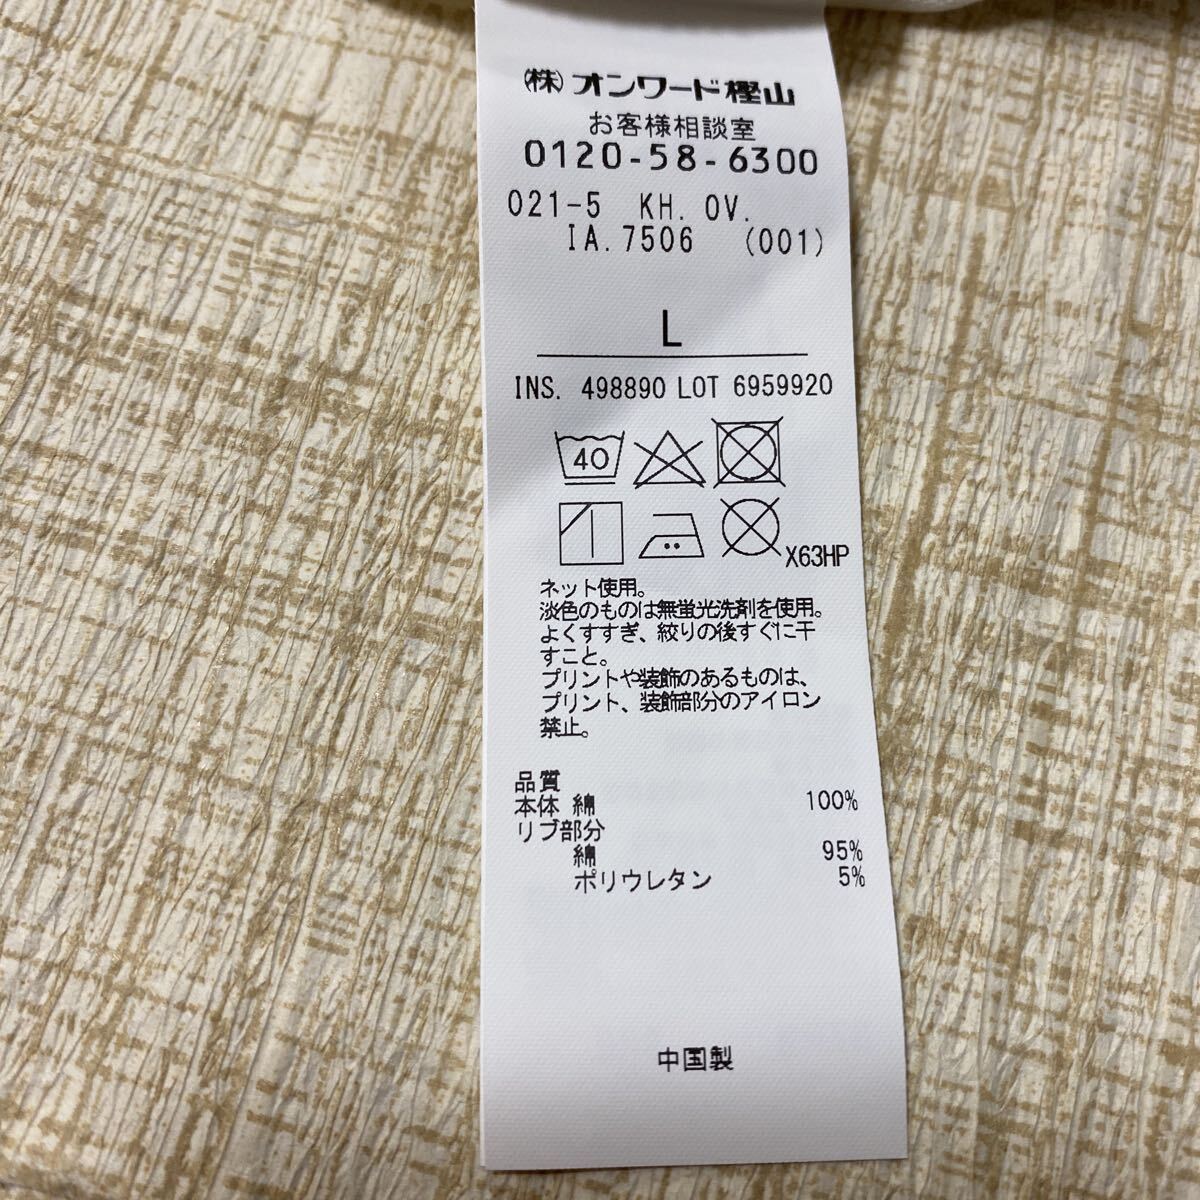 (株)オンワード樫山
お客様相談室
0120-58-6300
021-5 KH. OV.
IA. 7506 (001)
L
INS. 498890 LOT 6959920
40
X63HP
ネット使用。
淡色のものは無蛍光洗剤を使用。
よくすすぎ、絞りの後すぐに干
すこと。
プリントや装飾のあるものは、
プリント、装飾部分のアイロン
禁止。
品質
本体 綿 100%
リブ部分
綿 95%
ポリウレタン 5%
中国製